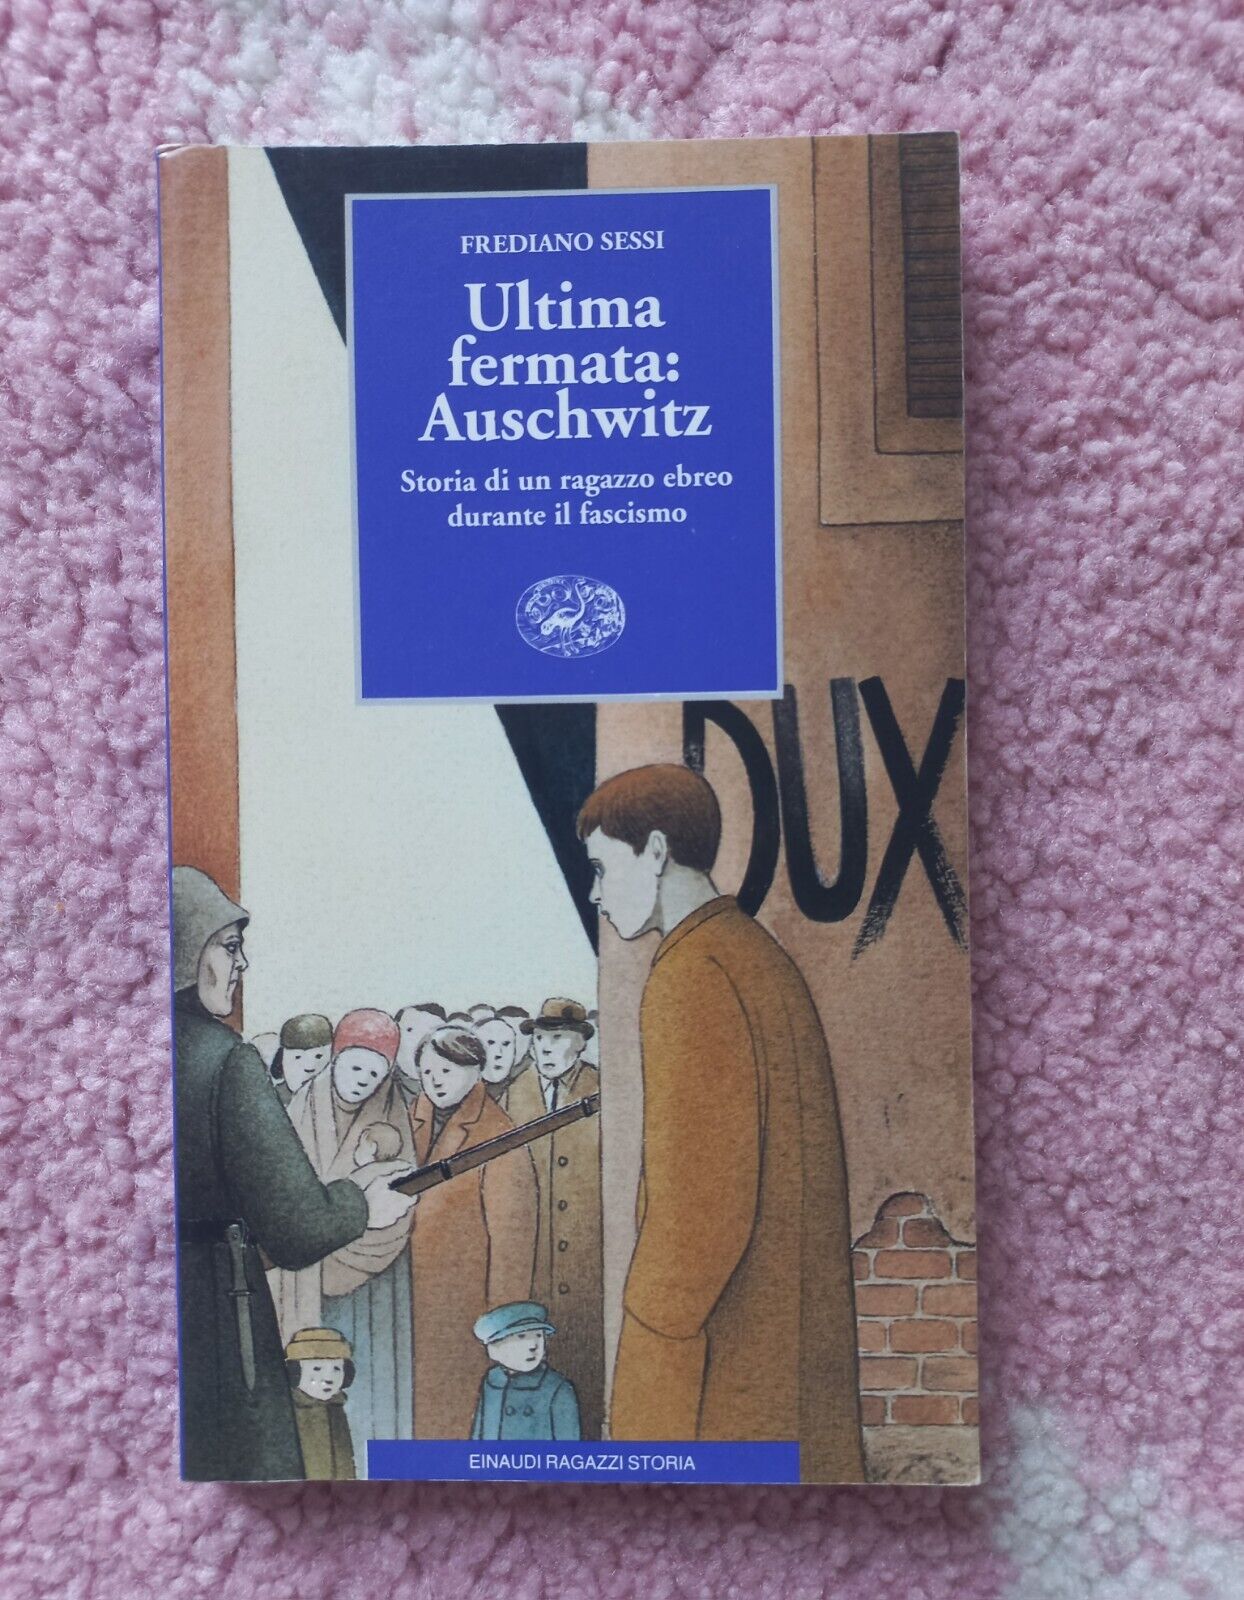 FREDIANO SESSI
Ultima
fermata:
Auschwitz
Storia di un ragazzo ebreo
durante il fascismo
DUX
EINAUDI RAGAZZI STORIA